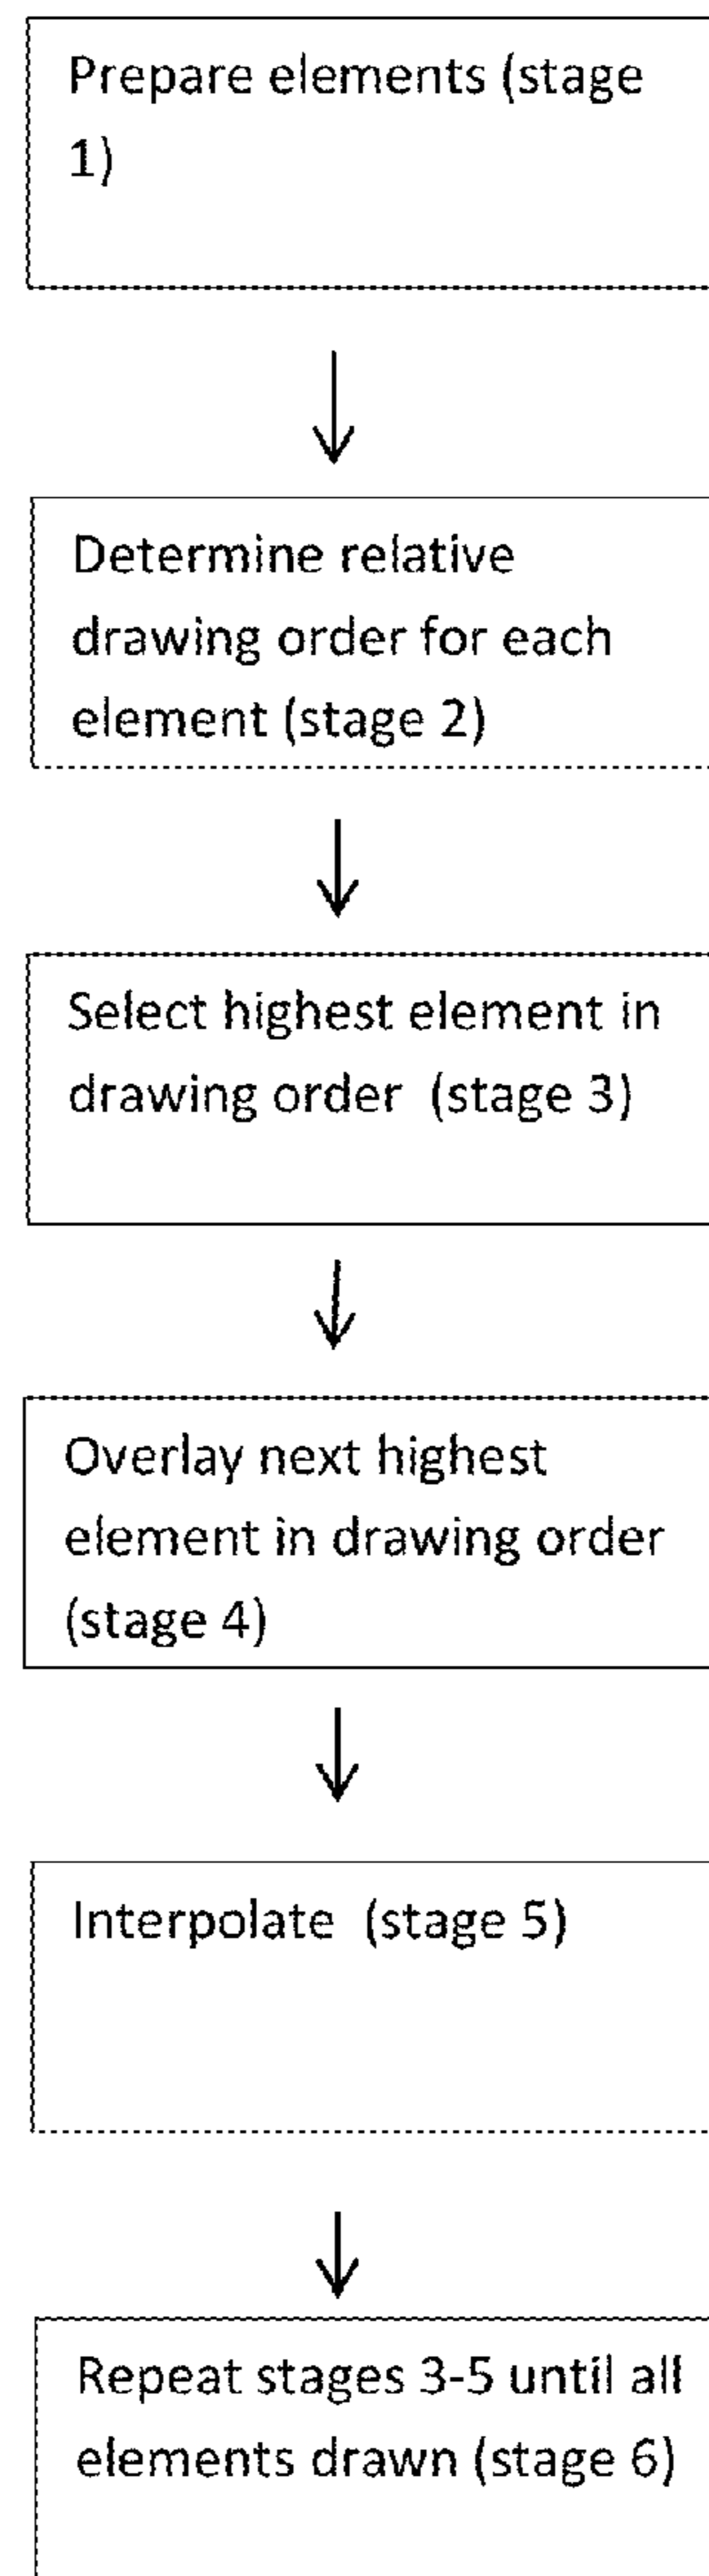 Prepare elements (stage
1)
Determine relative
drawing order for each
element (stage 2)
Select highest element in
drawing order  (stage 3)
Overlay next highest
element in drawing order
(stage 4)
Interpolate  (stage 5)
Repeat stages 3-5 until all
elements drawn (stage 6)